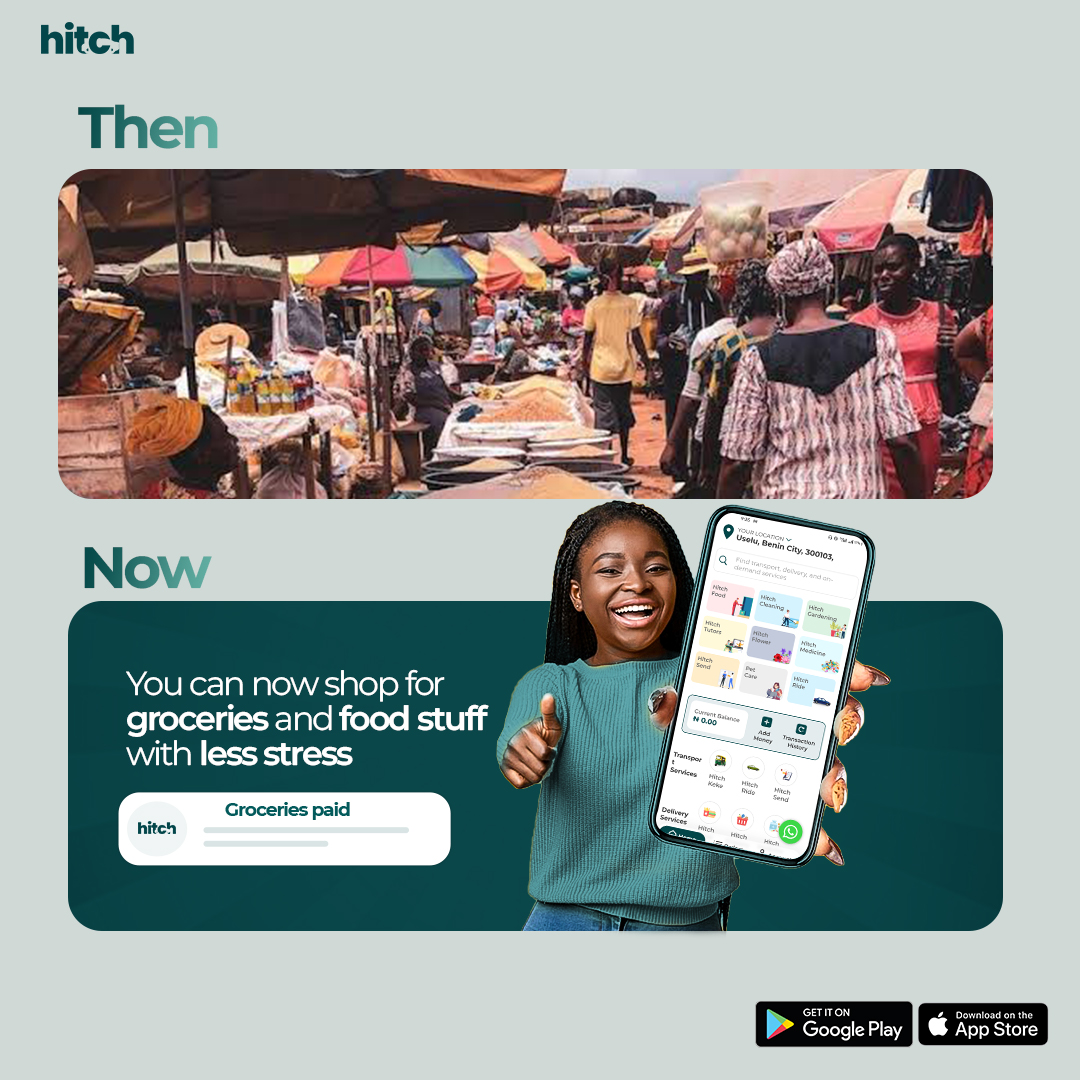 hitch
Then
Now
You can now shop for
groceries and food stuff
with less stress
hitch
Groceries paid
YOUR LOCATION
Uselu, Benin City, 300103,
Find transport, delivery, and on-
demand services
Hitch
Food
Hitch
Cleaning
Hitch
Gardening
Hitch
Tutors
Hitch
Flower
Hitch
Medicine
Hitch
Send
Pet
Care
Hitch
Ride
Current Balance
₦ 0.00
Add
Money
Transaction
History
Transpor
t
Services
Hitch
Keke
Hitch
Ride
Hitch
Send
Delivery
Services
Hitch
Hitch
Hitch
Home
GET IT ON
Google Play
Download on the
App Store